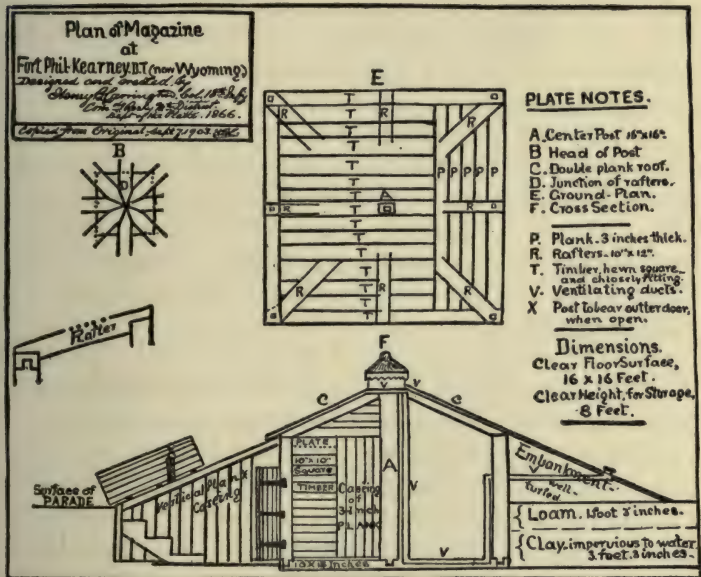 Plan of Magazine
at
Fort Phil-Kearney.D.T (now Wyoming)
Designed and erected by
Henry B. Carrington, Col. 18th Infy
1866.
Copied from Original, Sept 7, 1903.
B
D
E
T T T T T T T T T T T T
R R R R R R
P P P P P
A
PLATE NOTES.
A. Center Post 16"x16".
B Head of Post
C. Double plank roof.
D. Junction of rafters.
E. Ground-Plan.
F. Cross Section.
P. Plank-3 inches thick.
R. Rafters-10"x12".
T. Timber, hewn square
and closely fitting.
V. Ventilating ducts.
X Post to bear outter door,
when open.
Dimensions.
Clear Floor Surface,
16 x 16 Feet.
Clear Height, for Storage,
8 Feet.
Rafter
F
V V
C C
PLATE
10"x10"
Square
TIMBER
Casing
of
3 inch
PLANK
A
V
V
Vertical Plank
Casing
Surface of
PARADE
Embankment
well-
turfed
V
Loam. 1 foot 3 inches.
Clay. impervious to water
3. feet. 3 inches.